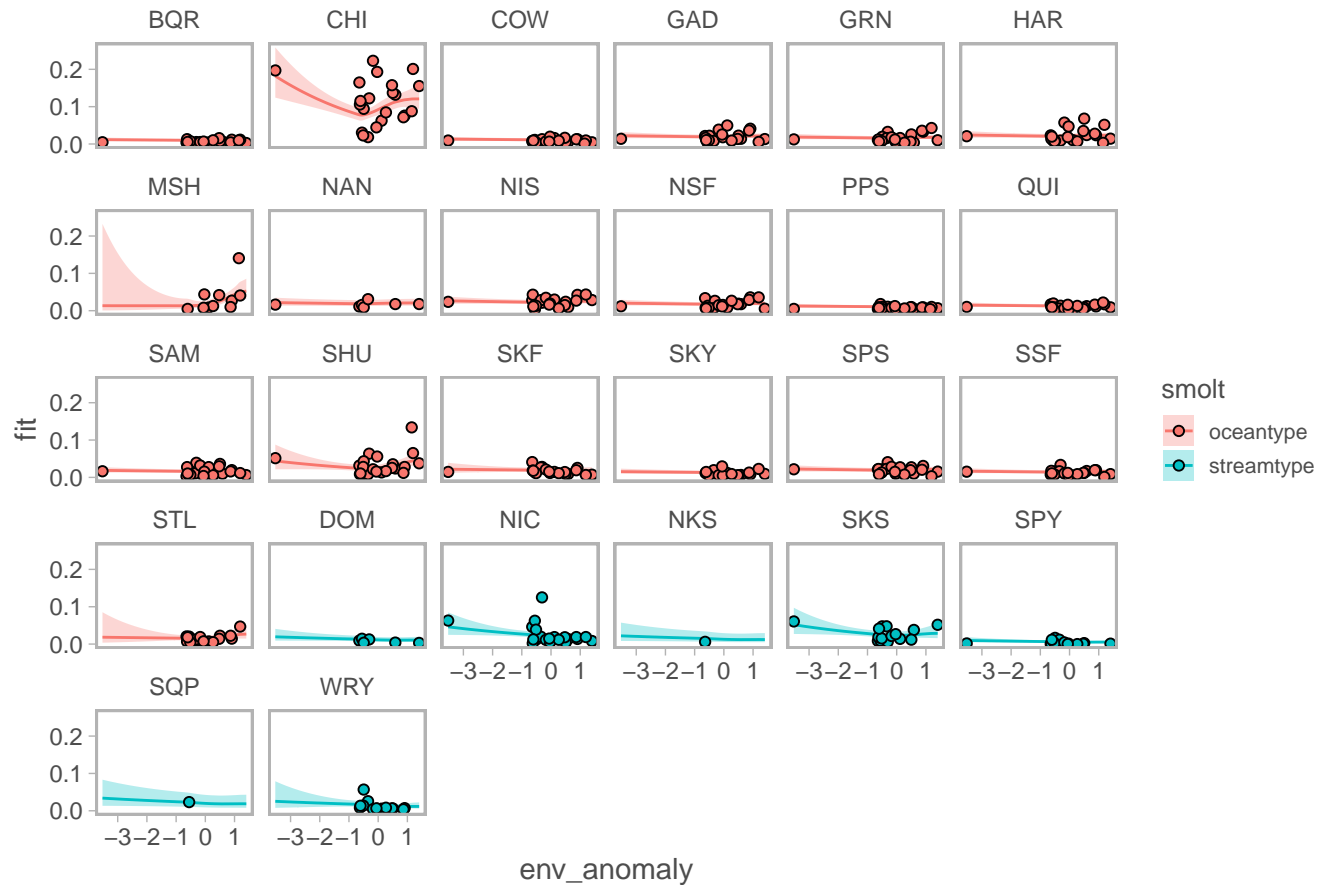 BQR CHI COW GAD GRN HAR
0.2
0.1
0.0
MSH NAN NIS NSF PPS QUI
0.2
0.1
0.0
SAM SHU SKF SKY SPS SSF
0.2
0.1
0.0
STL DOM NIC NKS SKS SPY
0.2
0.1
0.0
−3 −2 −1 0 1 −3 −2 −1 0 1 −3 −2 −1 0 1 −3 −2 −1 0 1
SQP WRY
0.2
0.1
0.0
−3 −2 −1 0 1 −3 −2 −1 0 1
env_anomaly
fit
smolt
oceantype
streamtype